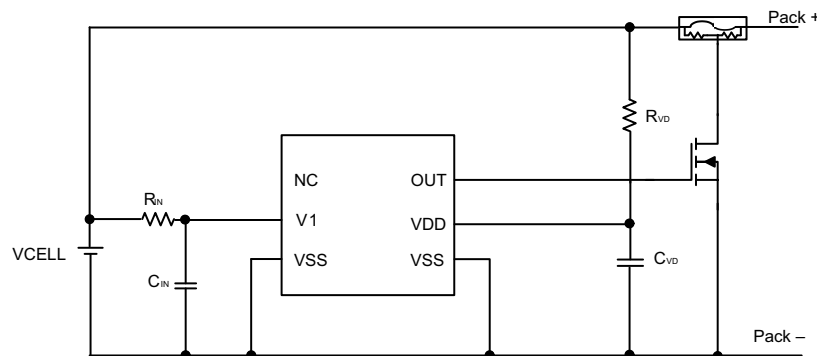 Pack +
RVD
NC
OUT
RIN
V1
VDD
VCELL
VSS
VSS
CVD
CIN
Pack –